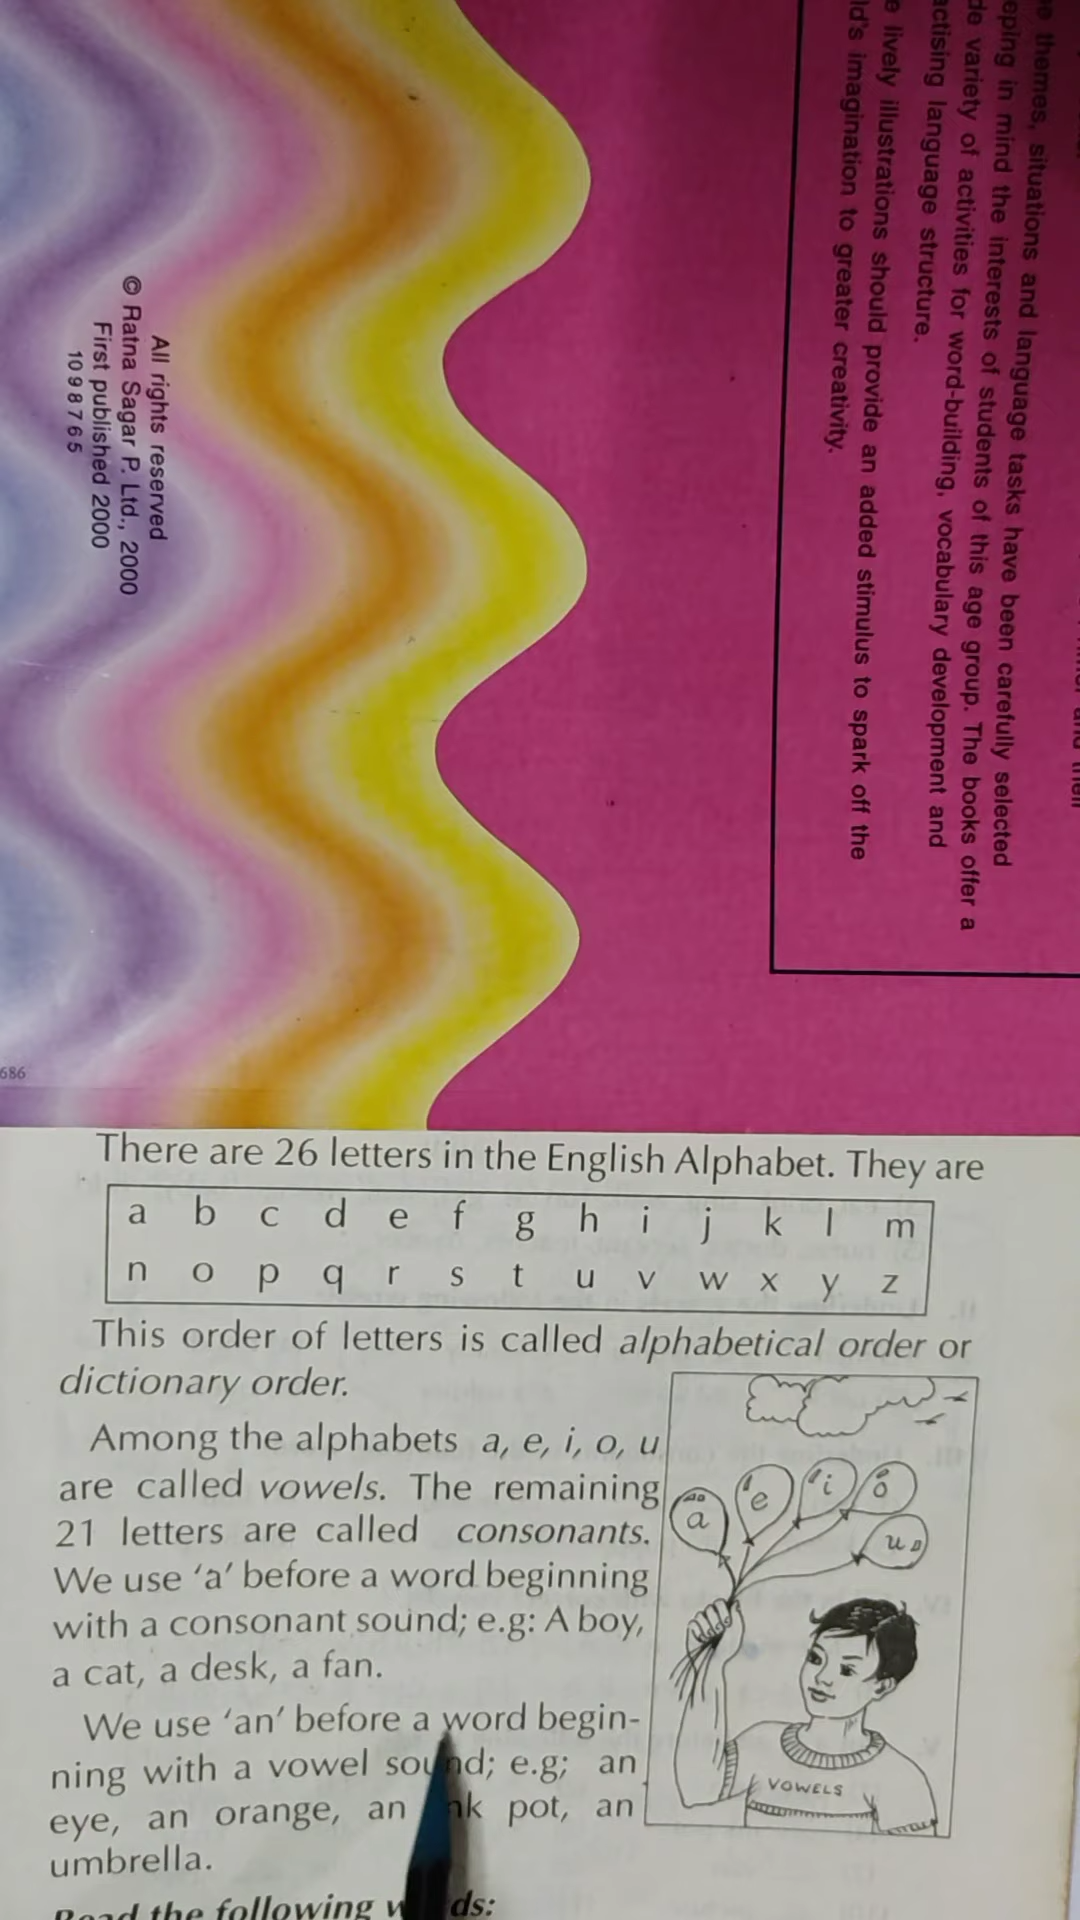 e themes, situations and language tasks have been carefully selected
eping in mind the interests of students of this age group. The books offer a
de variety of activities for word-building, vocabulary development and
actising language structure.
e lively illustrations should provide an added stimulus to spark off the
ld's imagination to greater creativity.
All rights reserved
© Ratna Sagar P. Ltd., 2000
First published 2000
10 9 8 7 6 5
686
There are 26 letters in the English Alphabet. They are
a b c d e f g h i j k l m
n o p q r s t u v w x y z
This order of letters is called alphabetical order or
dictionary order.
Among the alphabets a, e, i, o, u
are called vowels. The remaining
21 letters are called consonants.
We use 'a' before a word beginning
with a consonant sound; e.g: A boy,
a cat, a desk, a fan.
We use 'an' before a word begin-
ning with a vowel sound; e.g; an
eye, an orange, an nk pot, an
umbrella.
Read the following w ds:
a e i o u
VOWELS